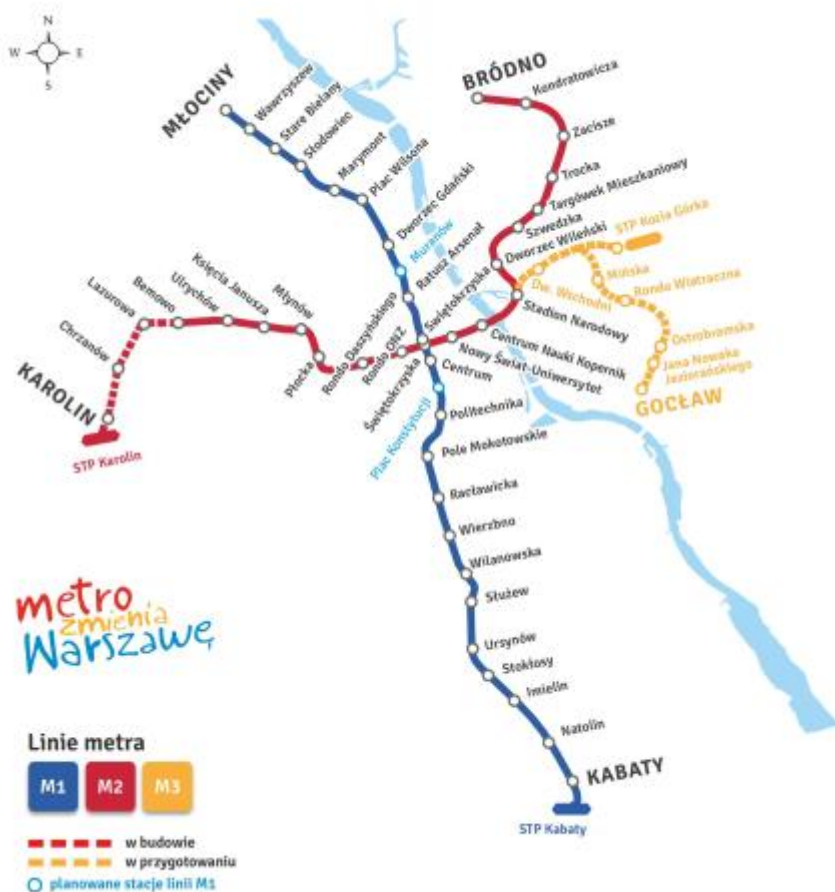 N
W
E
S
MŁOCINY
Wawrzyszew
Stare Bielany
Słodowiec
Marymont
Plac Wilsona
Dworzec Gdański
Muranów
Ratusz Arsenał
Świętokrzyska
BRÓDNO
Kondratowicza
Zacisze
Trocka
Targówek Mieszkaniowy
Szwedzka
Dworzec Wileński
STP Kozia Górka
Dw. Wschodni
Mińska
Rondo Wiatraczna
Ostrobramska
Jana Nowaka
Jeziorańskiego
GOCŁAW
Stadion Narodowy
Centrum Nauki Kopernik
Nowy Świat-Uniwersytet
Lazurowa
Chrzanów
Bemowo
Ulrychów
Księcia Janusza
Młynów
Płocka
Rondo Daszyńskiego
Rondo ONZ
Świętokrzyska
KAROLIN
STP Karolin
Centrum
Plac Konstytucji
Politechnika
Pole Mokotowskie
Racławicka
Wierzbno
Wilanowska
Służew
Ursynów
Stokłosy
Imielin
Natolin
KABATY
STP Kabaty
metro
zmienia
Warszawę
Linie metra
M1 M2 M3
w budowie
w przygotowaniu
planowane stacje linii M1